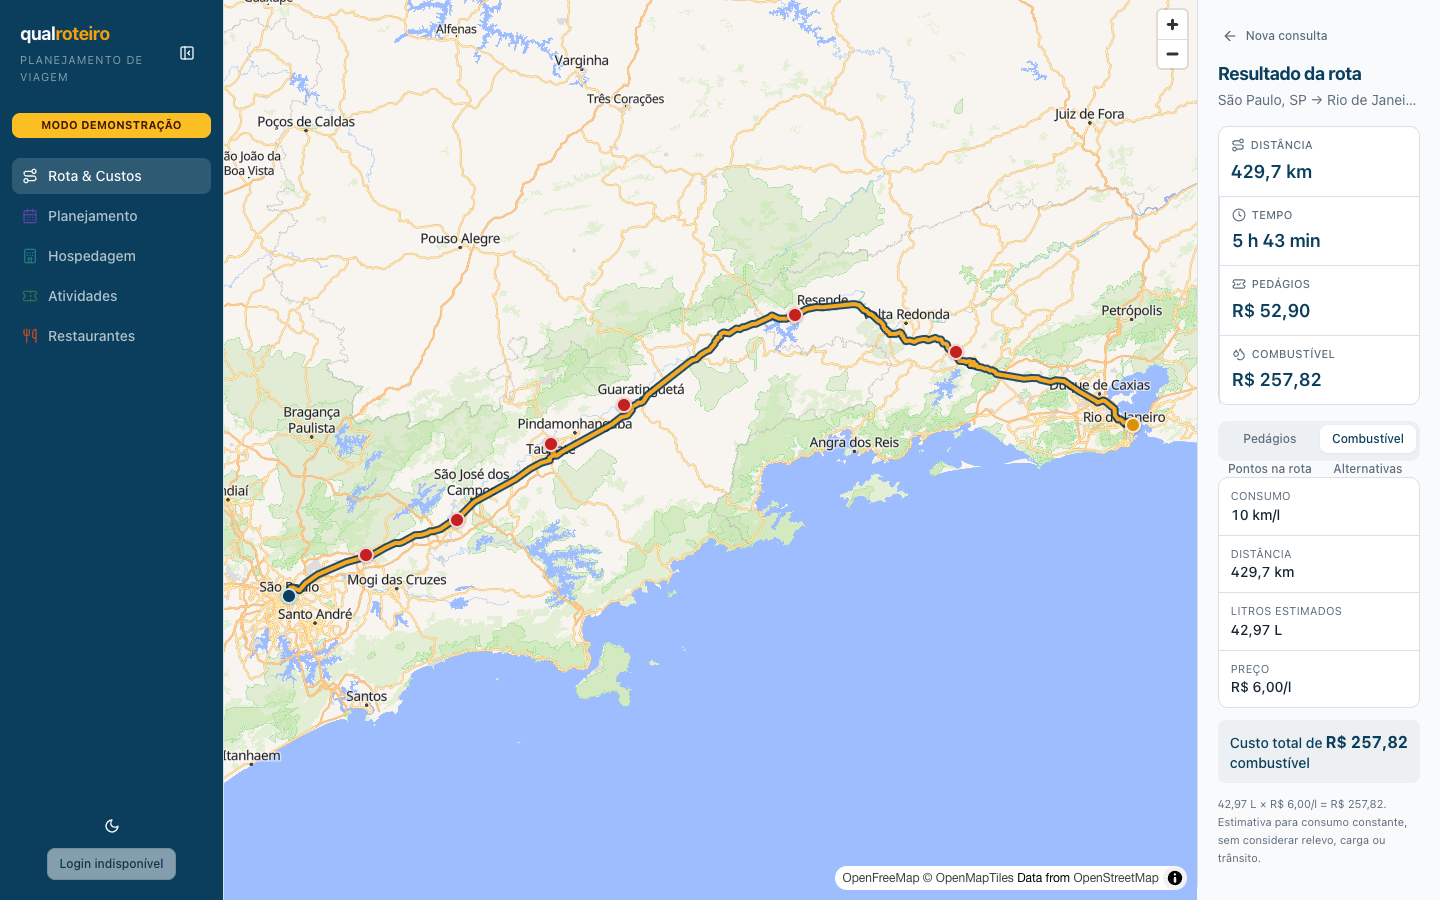 qualroteiro
PLANEJAMENTO DE
VIAGEM
MODO DEMONSTRAÇÃO
Rota & Custos
Planejamento
Hospedagem
Atividades
Restaurantes
Login indisponível
Alfenas
Varginha
Três Corações
Poços de Caldas
Juiz de Fora
ão João da
Boa Vista
Pouso Alegre
Resende
lta Redonda
Petrópolis
Guaratinguetá
Duque de Caxias
Bragança
Paulista
Pindamonhangaba
Rio de Janeiro
Angra dos Reis
São José dos
Campos
ndiaí
São Paulo
Mogi das Cruzes
Santo André
Santos
Itanhaem
+
−
OpenFreeMap © OpenMapTiles Data from OpenStreetMap
← Nova consulta
Resultado da rota
São Paulo, SP → Rio de Janei...
DISTÂNCIA
429,7 km
TEMPO
5 h 43 min
PEDÁGIOS
R$ 52,90
COMBUSTÍVEL
R$ 257,82
Pedágios
Combustível
Pontos na rota
Alternativas
CONSUMO
10 km/l
DISTÂNCIA
429,7 km
LITROS ESTIMADOS
42,97 L
PREÇO
R$ 6,00/l
Custo total de R$ 257,82
combustível
42,97 L × R$ 6,00/l = R$ 257,82.
Estimativa para consumo constante,
sem considerar relevo, carga ou
trânsito.